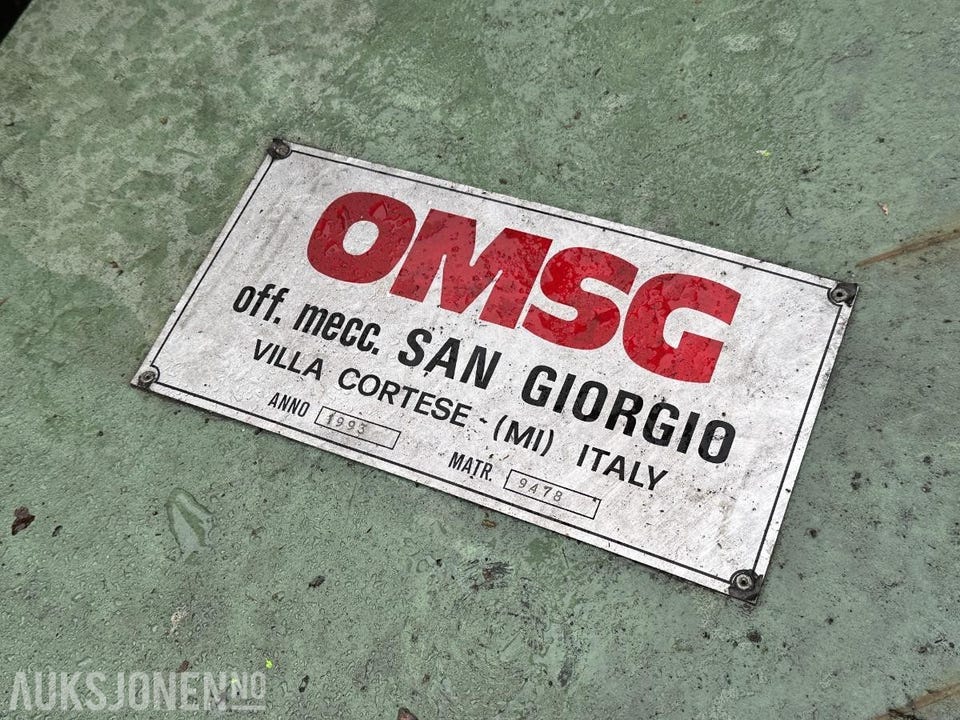 OMSG
off. mecc. SAN GIORGIO
VILLA CORTESE - (MI) ITALY
ANNO 1993
MATR. 9478
AUKSJONEN.NO